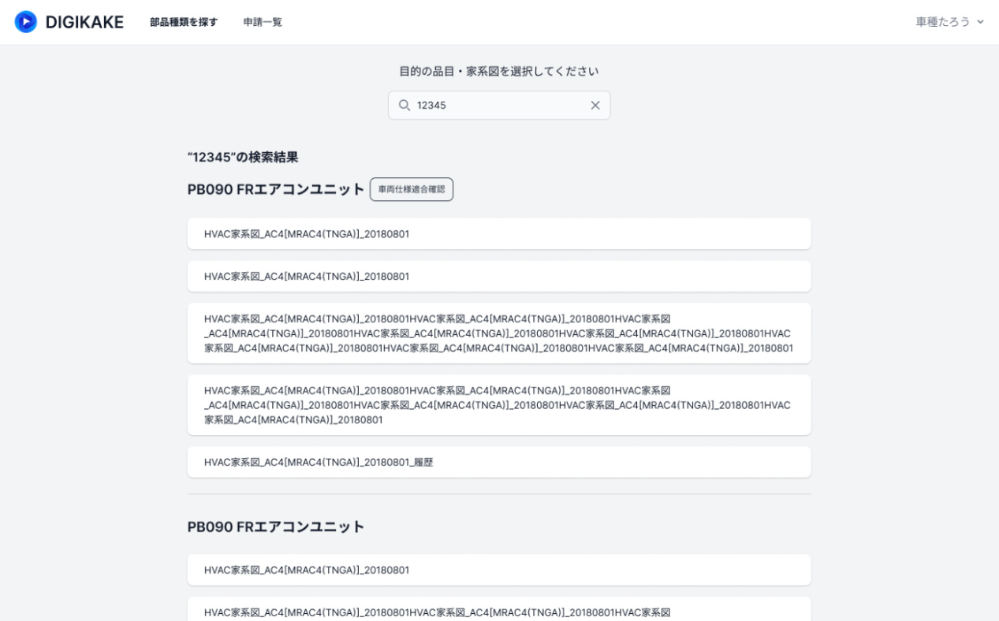 DIGIKAKE 部品種類を探す 申請一覧 車種たろう
目的の品目・家系図を選択してください
12345
“12345”の検索結果
PB090 FRエアコンユニット 車両仕様適合確認
HVAC家系図_AC4[MRAC4(TNGA)]_20180801
HVAC家系図_AC4[MRAC4(TNGA)]_20180801
HVAC家系図_AC4[MRAC4(TNGA)]_20180801HVAC家系図_AC4[MRAC4(TNGA)]_20180801HVAC家系図
_AC4[MRAC4(TNGA)]_20180801HVAC家系図_AC4[MRAC4(TNGA)]_20180801HVAC家系図_AC4[MRAC4(TNGA)]_20180801HVAC
家系図_AC4[MRAC4(TNGA)]_20180801HVAC家系図_AC4[MRAC4(TNGA)]_20180801HVAC家系図_AC4[MRAC4(TNGA)]_20180801
HVAC家系図_AC4[MRAC4(TNGA)]_20180801HVAC家系図_AC4[MRAC4(TNGA)]_20180801HVAC家系図
_AC4[MRAC4(TNGA)]_20180801HVAC家系図_AC4[MRAC4(TNGA)]_20180801HVAC家系図_AC4[MRAC4(TNGA)]_20180801HVAC
家系図_AC4[MRAC4(TNGA)]_20180801
HVAC家系図_AC4[MRAC4(TNGA)]_20180801_履歴
PB090 FRエアコンユニット
HVAC家系図_AC4[MRAC4(TNGA)]_20180801
HVAC家系図_AC4[MRAC4(TNGA)]_20180801HVAC家系図_AC4[MRAC4(TNGA)]_20180801HVAC家系図